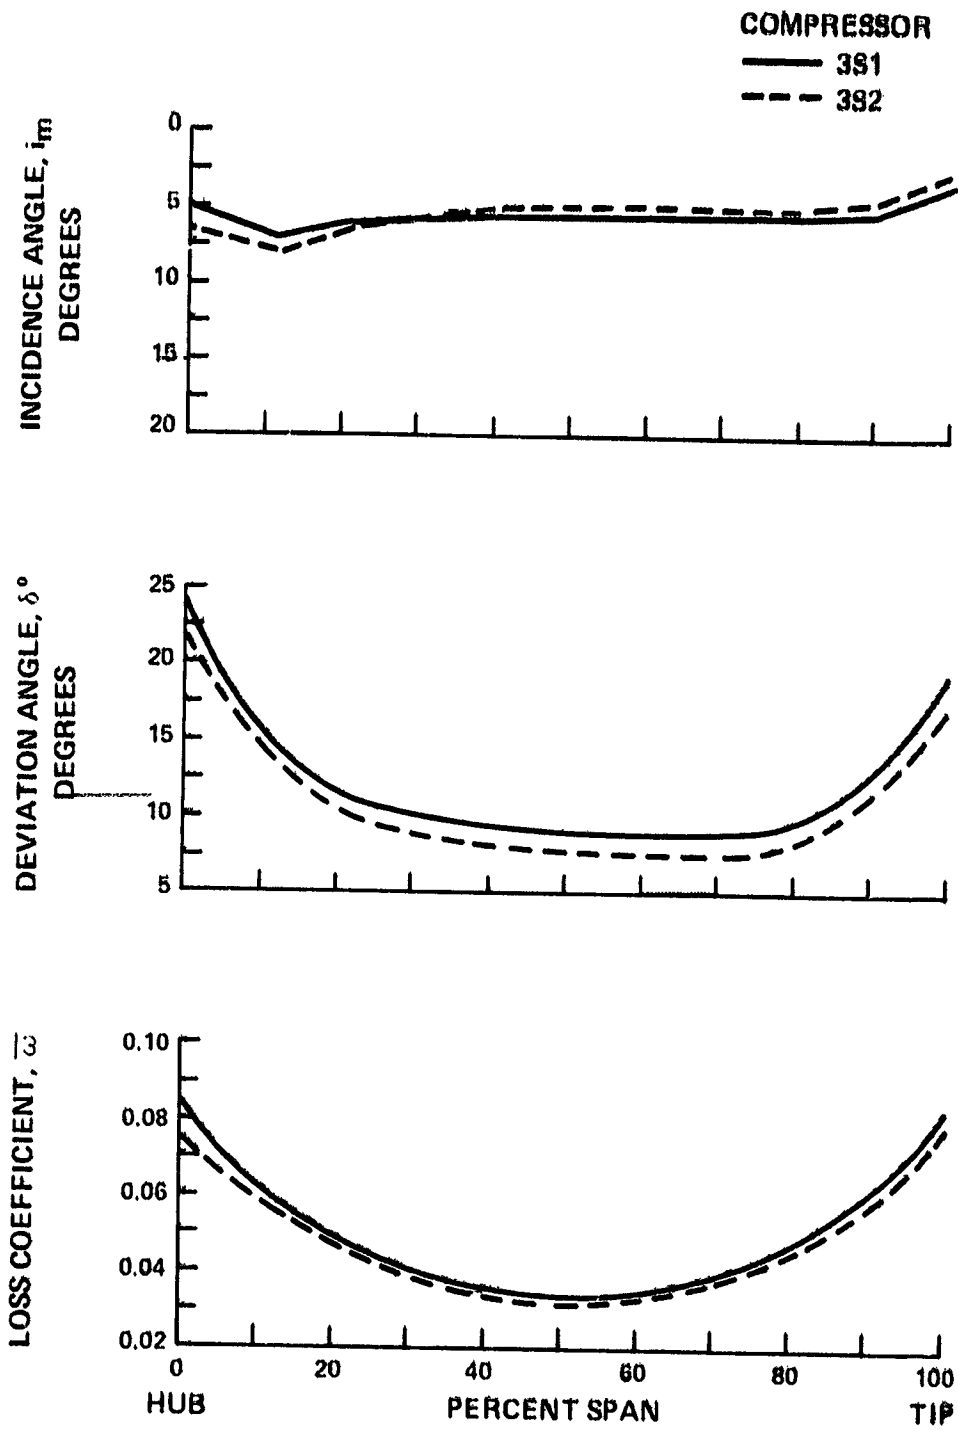 COMPRESSOR
3S1
3S2
INCIDENCE ANGLE, im
DEGREES
0
5
10
15
20
DEVIATION ANGLE, δ°
DEGREES
25
20
15
10
5
LOSS COEFFICIENT, ω̅
0.10
0.08
0.06
0.04
0.02
0 20 40 60 80 100
HUB PERCENT SPAN TIP